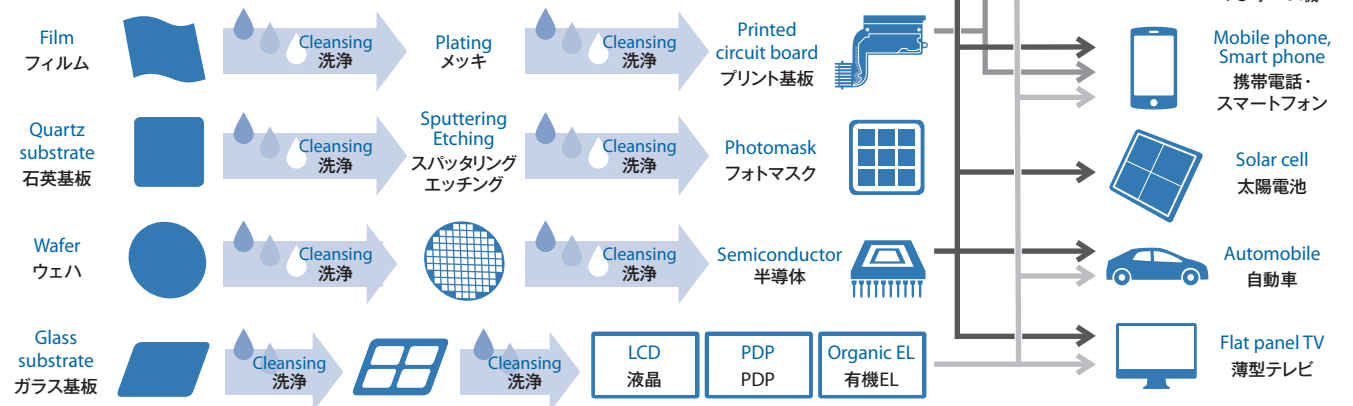 Film
フィルム
Cleansing
洗浄
Plating
メッキ
Cleansing
洗浄
Printed
circuit board
プリント基板
Mobile phone,
Smart phone
携帯電話・
スマートフォン
Quartz
substrate
石英基板
Cleansing
洗浄
Sputtering
Etching
スパッタリング
エッチング
Cleansing
洗浄
Photomask
フォトマスク
Solar cell
太陽電池
Wafer
ウェハ
Cleansing
洗浄
Cleansing
洗浄
Semiconductor
半導体
Automobile
自動車
Glass
substrate
ガラス基板
Cleansing
洗浄
Cleansing
洗浄
LCD
液晶
PDP
PDP
Organic EL
有機EL
Flat panel TV
薄型テレビ